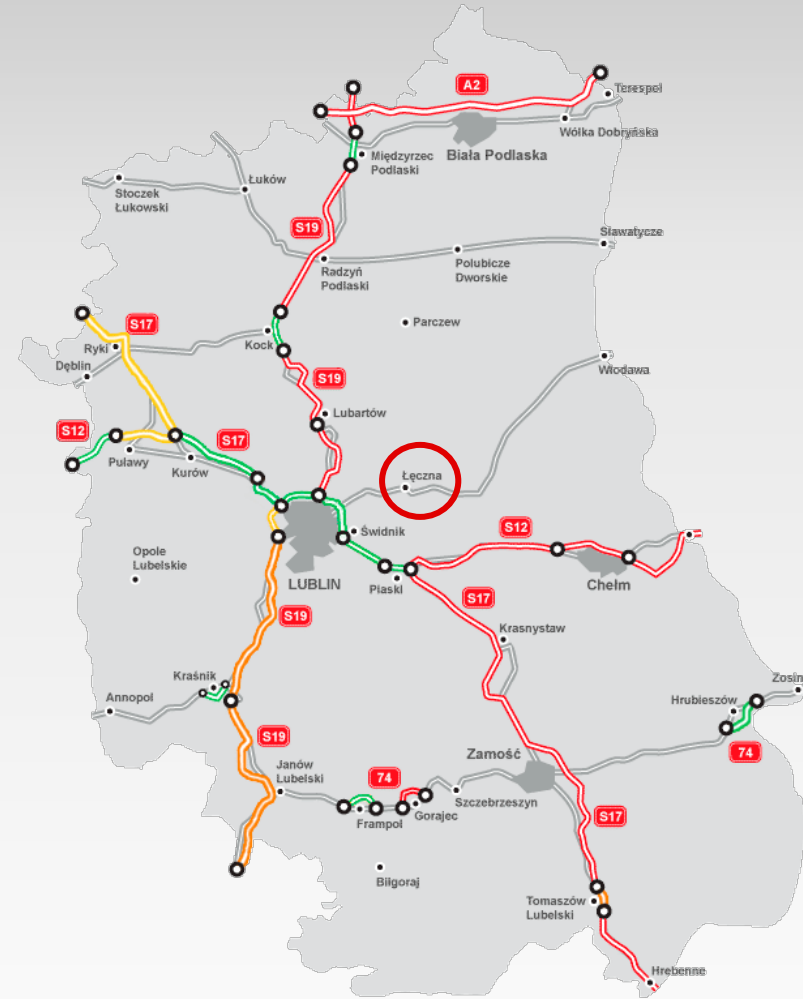 A2
Terespol
Wólka Dobryńska
Biała Podlaska
Międzyrzec
Podlaski
Łuków
Stoczek
Łukowski
S19
Sławatycze
Polubicze
Dworskie
Radzyń
Podlaski
S17
Parczew
Ryki
Kock
Dęblin
Włodawa
S19
Lubartów
S12
S17
Puławy
Kurów
Łęczna
Świdnik
S12
Opole
Lubelskie
LUBLIN
Piaski
Chełm
S17
S19
Krasnystaw
Kraśnik
Annopol
Zosin
Hrubieszów
S19
74
Zamość
Janów
Lubelski
74
Szczebrzeszyn
Frampol
Gorajec
S17
Biłgoraj
Tomaszów
Lubelski
Hrebenne